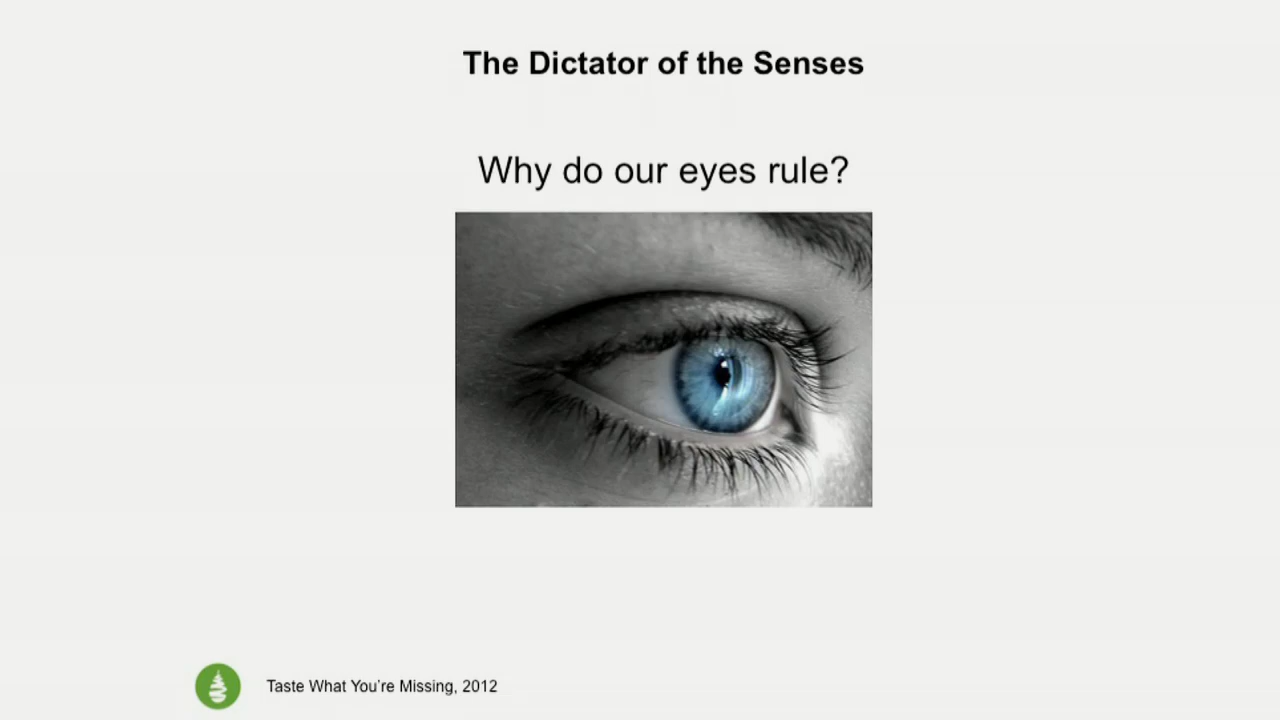 The Dictator of the Senses
Why do our eyes rule?
Taste What You're Missing, 2012